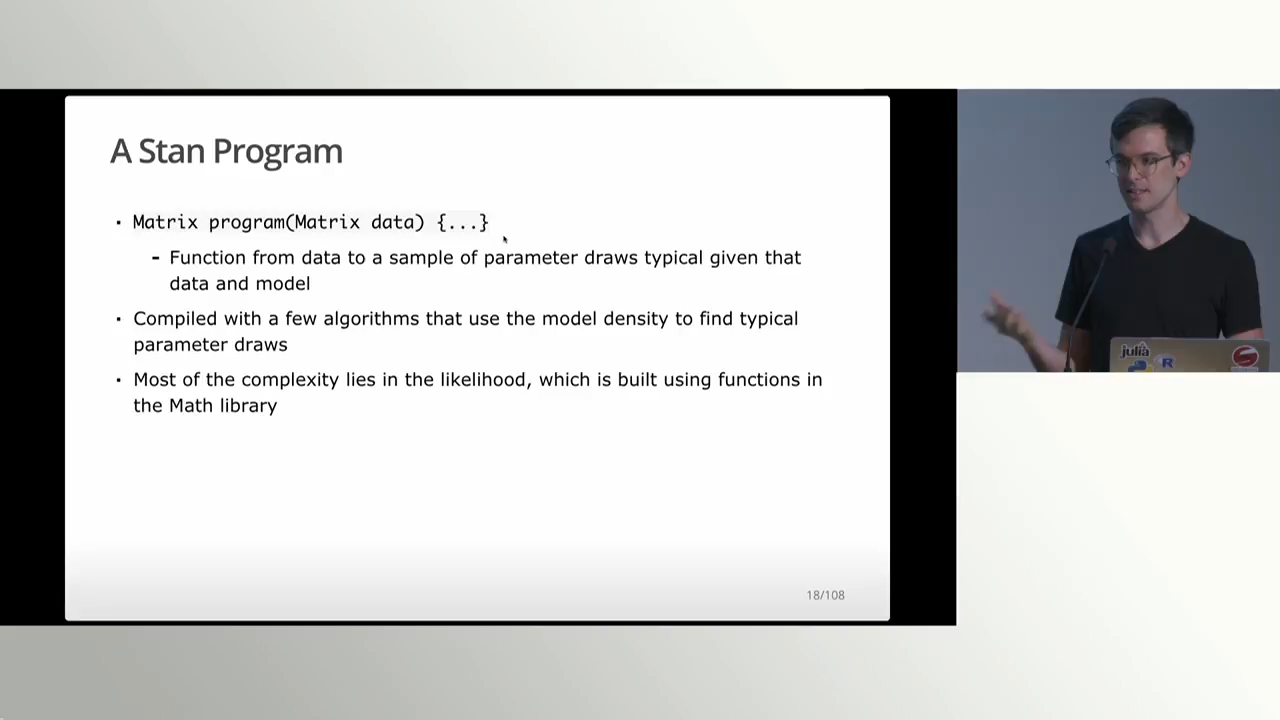 A Stan Program
· Matrix program(Matrix data) {...}
- Function from data to a sample of parameter draws typical given that
data and model
· Compiled with a few algorithms that use the model density to find typical
parameter draws
· Most of the complexity lies in the likelihood, which is built using functions in
the Math library
18/108
julia
R